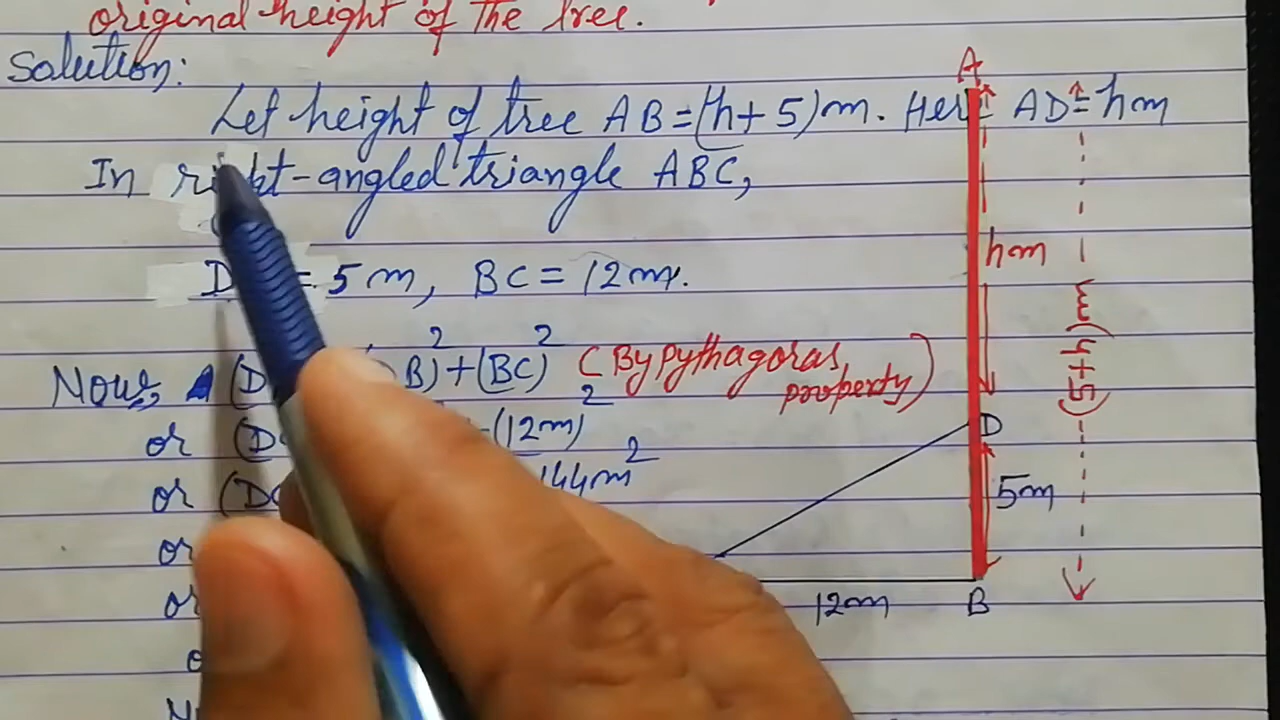 original height of the tree.
Solution:
Let height of tree AB = (h + 5)m. Here AD = hm
In right-angled triangle ABC,
D = 5m, BC = 12m.
Now, (D B)² + (BC)² (By Pythagoras property)
or (D (12m)²
or (D 144m²
or
or
A
hm
(h+5)m
D
5m
12m
B